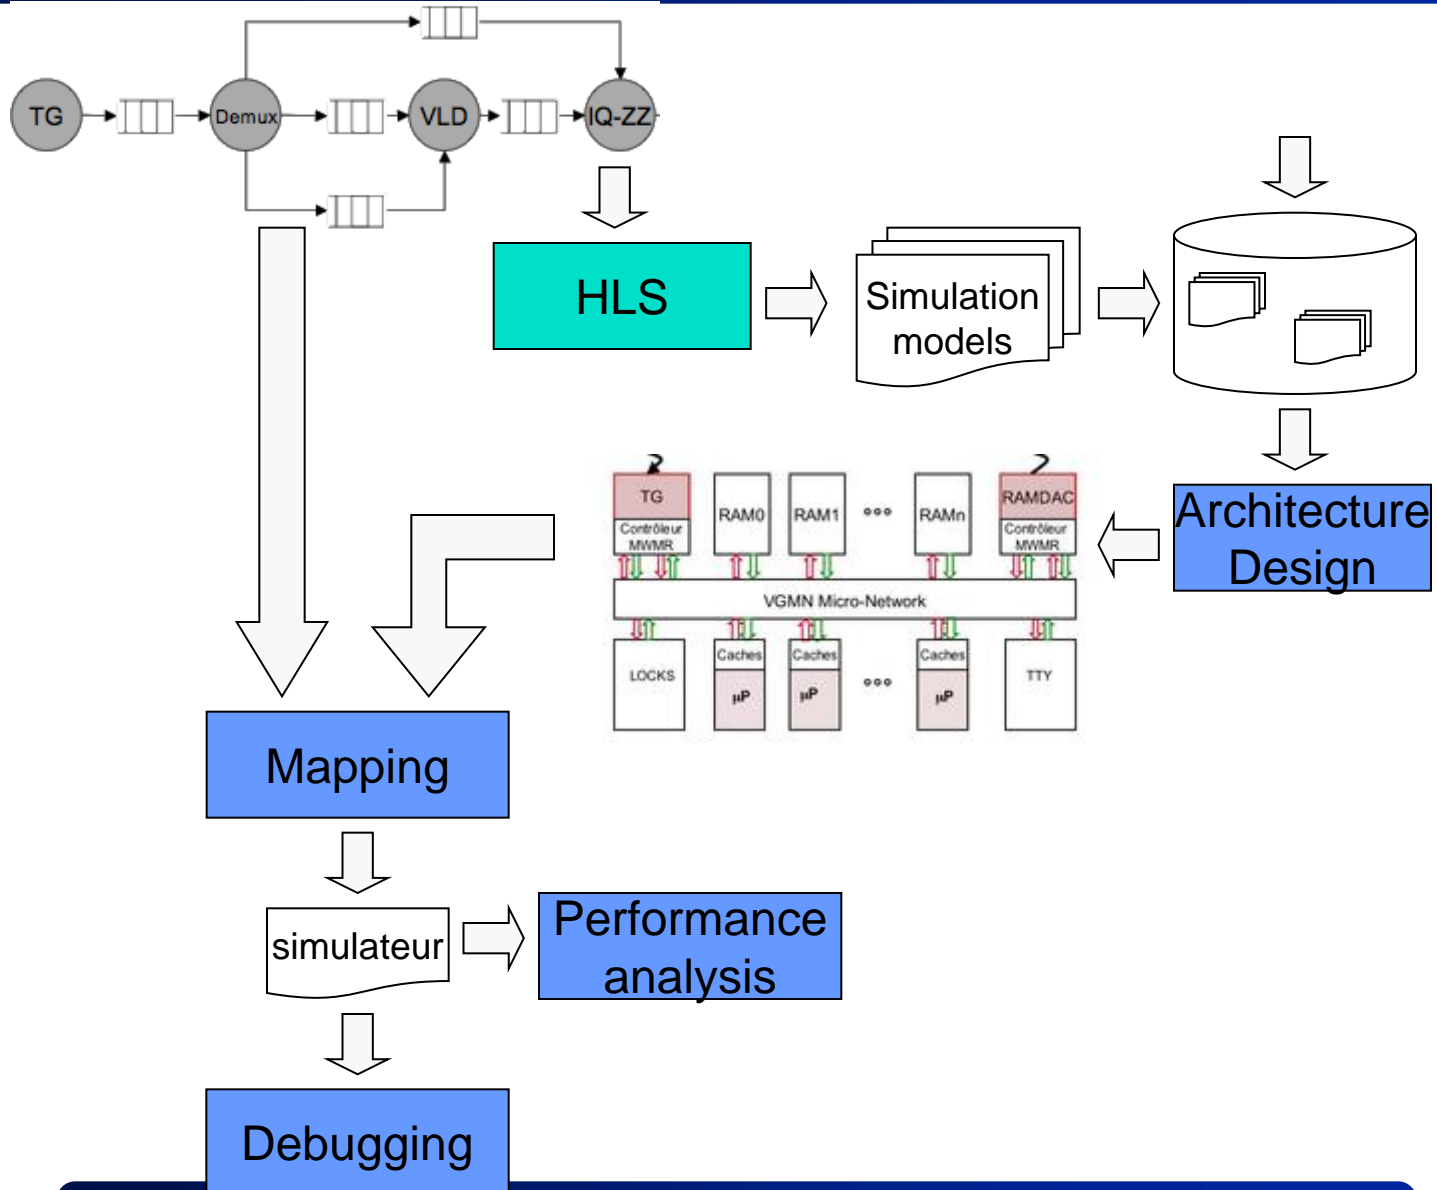 TG
Demux
VLD
IQ-ZZ
HLS
Simulation
models
Architecture
Design
TG
Contrôleur
MWMR
RAM0
RAM1
RAMn
RAMDAC
Contrôleur
MWMR
VGMN Micro-Network
LOCKS
Caches
µP
Caches
µP
Caches
µP
TTY
Mapping
simulateur
Performance
analysis
Debugging